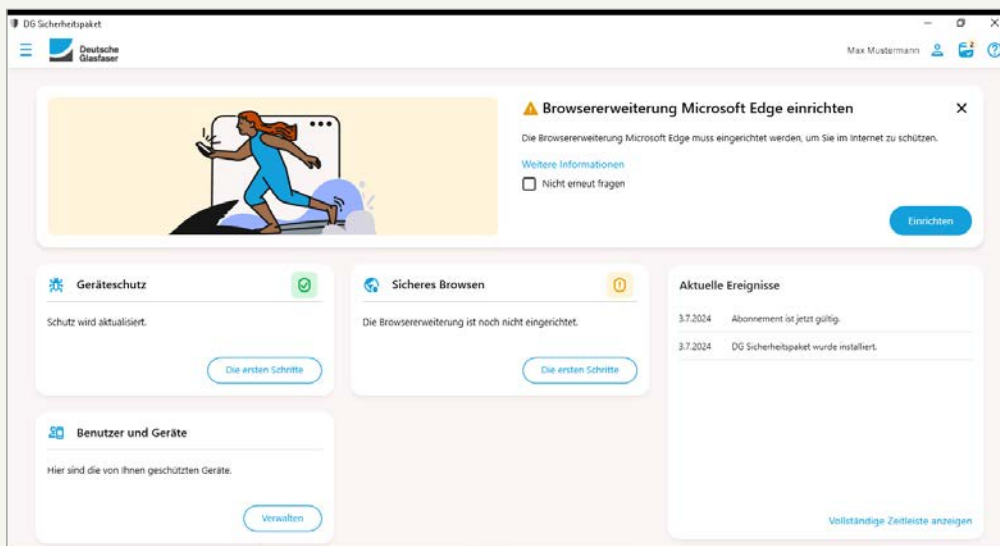 DG Sicherheitspaket
Deutsche
Glasfaser
Max Mustermann
2
Browsererweiterung Microsoft Edge einrichten
Die Browsererweiterung Microsoft Edge muss eingerichtet werden, um Sie im Internet zu schützen.
Weitere Informationen
Nicht erneut fragen
Einrichten
Geräteschutz
Schutz wird aktualisiert.
Die ersten Schritte
Sicheres Browsen
Die Browsererweiterung ist noch nicht eingerichtet.
Die ersten Schritte
Aktuelle Ereignisse
3.7.2024 Abonnement ist jetzt gültig.
3.7.2024 DG Sicherheitspaket wurde installiert.
Vollständige Zeitleiste anzeigen
Benutzer und Geräte
Hier sind die von Ihnen geschützten Geräte.
Verwalten